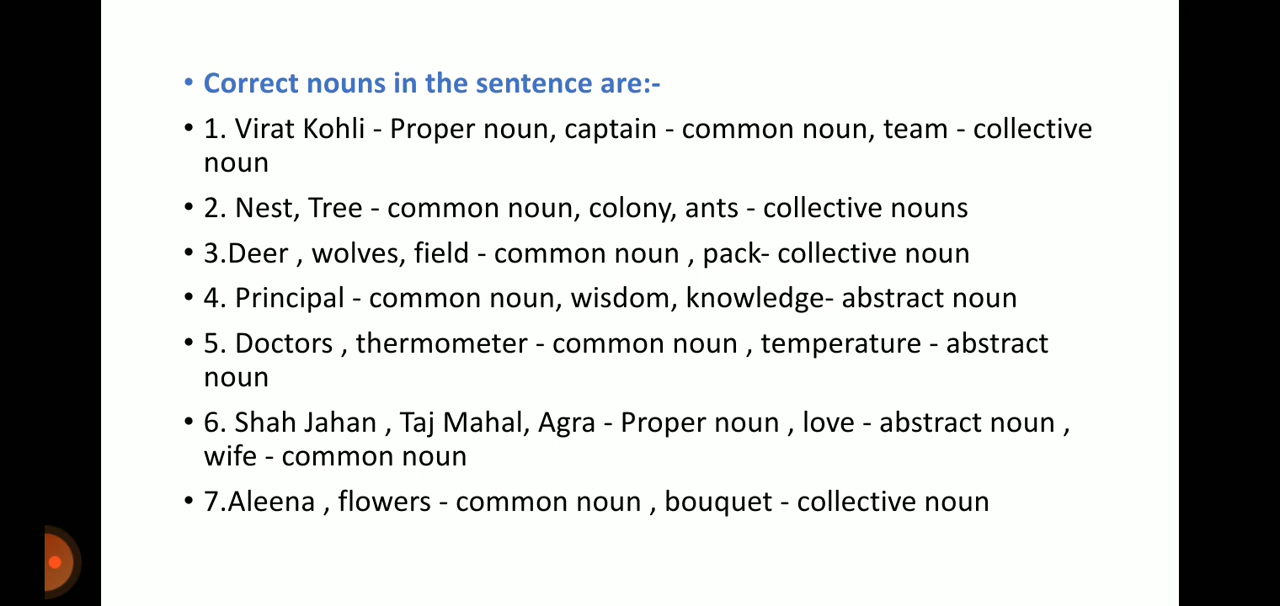 • Correct nouns in the sentence are:-
• 1. Virat Kohli - Proper noun, captain - common noun, team - collective
noun
• 2. Nest, Tree - common noun, colony, ants - collective nouns
• 3.Deer , wolves, field - common noun , pack- collective noun
• 4. Principal - common noun, wisdom, knowledge- abstract noun
• 5. Doctors , thermometer - common noun , temperature - abstract
noun
• 6. Shah Jahan , Taj Mahal, Agra - Proper noun , love - abstract noun ,
wife - common noun
• 7.Aleena , flowers - common noun , bouquet - collective noun